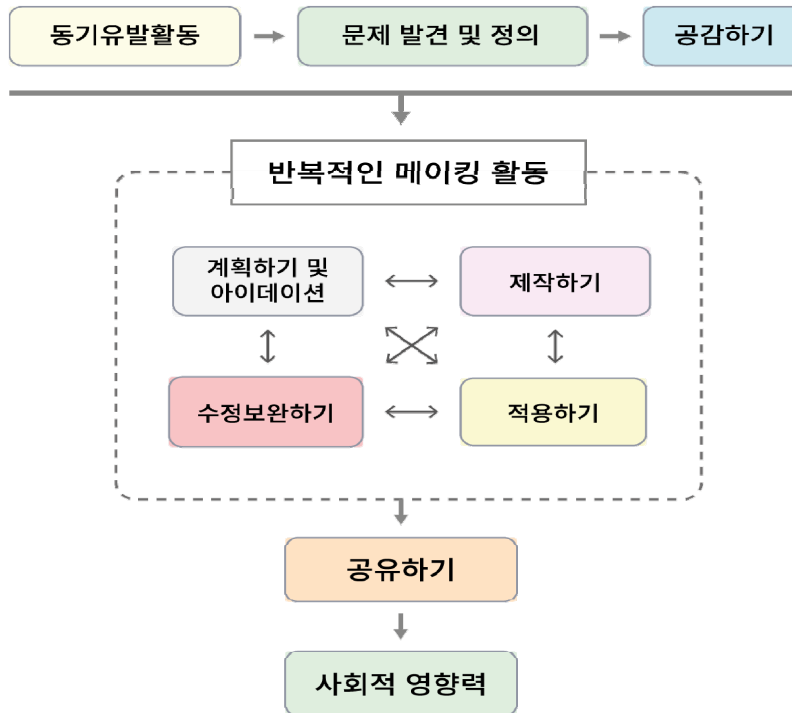 동기유발활동
문제 발견 및 정의
공감하기
반복적인 메이킹 활동
계획하기 및
아이데이션
제작하기
수정보완하기
적용하기
공유하기
사회적 영향력